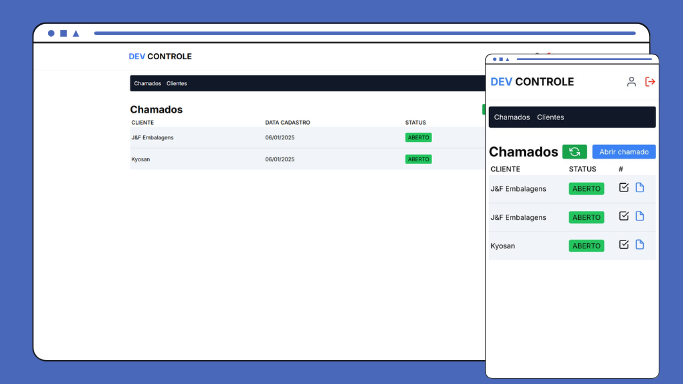 DEV CONTROLE
Chamados Clientes
Chamados
CLIENTE DATA CADASTRO STATUS
J&F Embalagens 06/01/2025 ABERTO
Kyosan 06/01/2025 ABERTO
DEV CONTROLE
Chamados Clientes
Chamados Abrir chamado
CLIENTE STATUS #
J&F Embalagens ABERTO
J&F Embalagens ABERTO
Kyosan ABERTO